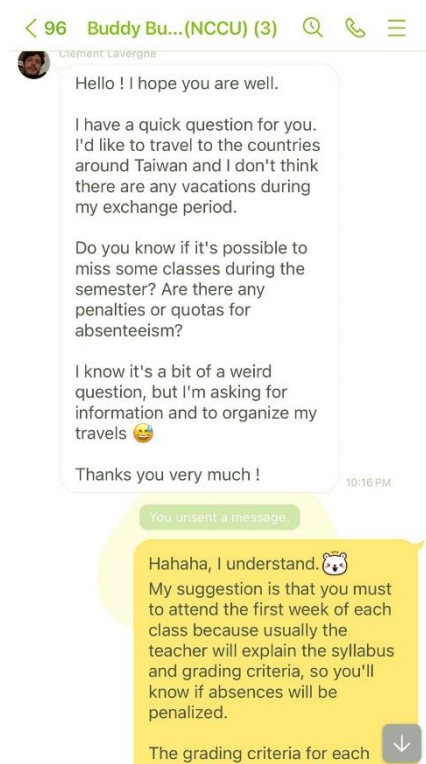 96 Buddy Bu...(NCCU) (3)
Clement Lavergne
Hello ! I hope you are well.
I have a quick question for you.
I'd like to travel to the countries
around Taiwan and I don't think
there are any vacations during
my exchange period.
Do you know if it's possible to
miss some classes during the
semester? Are there any
penalties or quotas for
absenteeism?
I know it's a bit of a weird
question, but I'm asking for
information and to organize my
travels 😅
Thanks you very much !
10:16 PM
You unsent a message.
Hahaha, I understand.
My suggestion is that you must
to attend the first week of each
class because usually the
teacher will explain the syllabus
and grading criteria, so you'll
know if absences will be
penalized.
The grading criteria for each